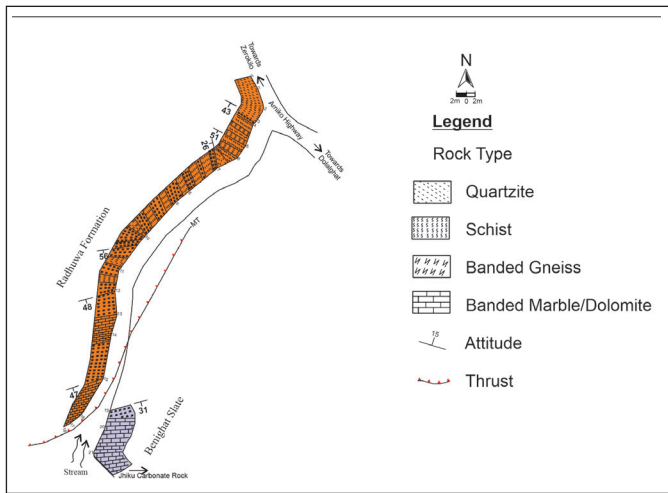 Towards
Zerokilo
N
2m 0 2m
43
Arniko Highway
Legend
51
26
Towards
Dolalghat
Rock Type
Quartzite
Radhuwa Formation
MT
Schist
56
Banded Gneiss
48
Banded Marble/Dolomite
15
Attitude
47
Thrust
31
Benighat Slate
Stream
Jhiku Carbonate Rock